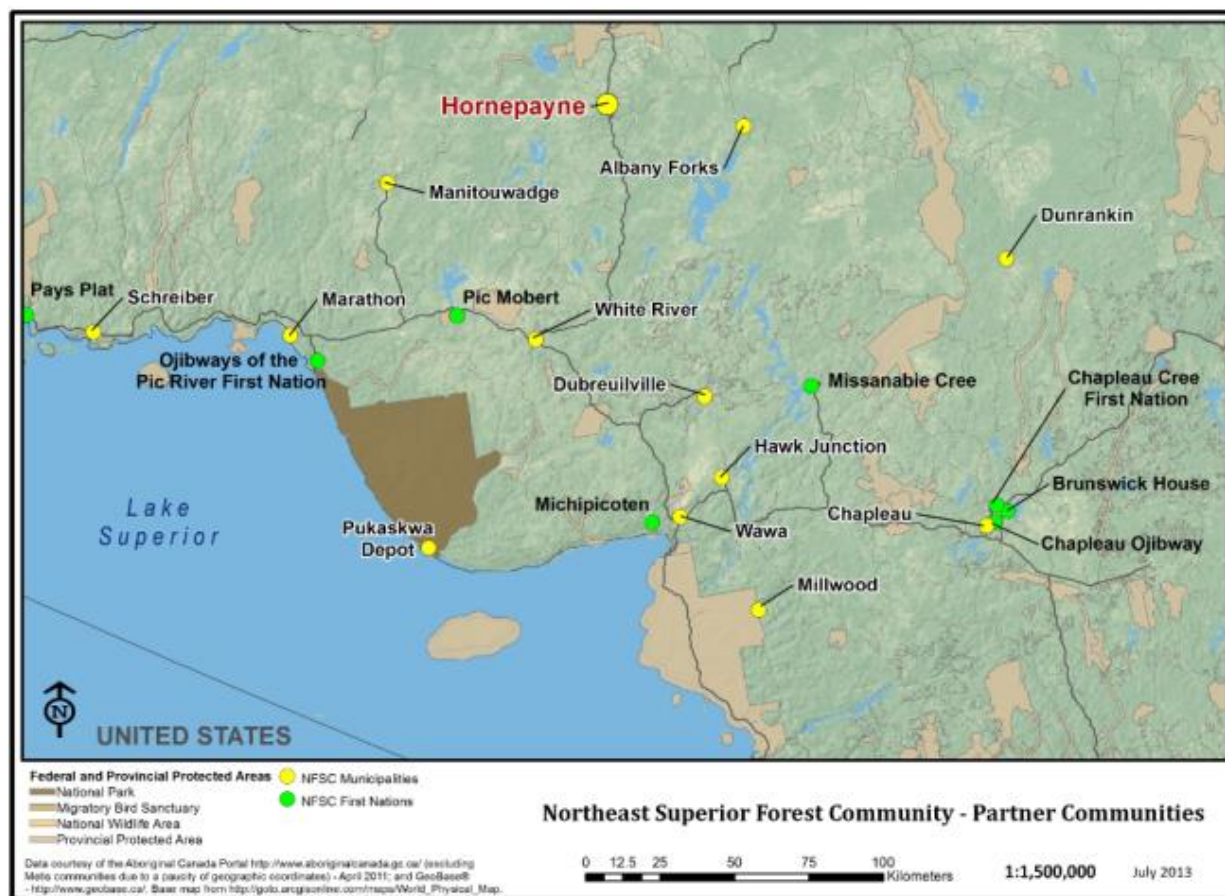 Hornepayne
Albany Forks
Manitouwadge
Dunrankin
Pays Plat
Schreiber
Marathon
Pic Mobert
White River
Ojibways of the
Pic River First Nation
Dubreuilville
Missanabie Cree
Chapleau Cree
First Nation
Hawk Junction
Brunswick House
Michipicoten
Lake
Superior
Chapleau
Wawa
Pukaskwa
Depot
Chapleau Ojibway
Millwood
N
UNITED STATES
Federal and Provincial Protected Areas
National Park
Migratory Bird Sanctuary
National Wildlife Area
Provincial Protected Area
NFSC Municipalities
NFSC First Nations
Northeast Superior Forest Community - Partner Communities
Data courtesy of the Aboriginal Canada Portal http://www.aboriginalcanada.gc.ca/ (excluding
Metis communities due to a paucity of geographic coordinates) - April 2011; and GeoBase®
- http://www.geobase.ca/. Base map from http://goto.arcgisonline.com/maps/World_Physical_Map.
0 12.5 25 50 75 100
Kilometers
1:1,500,000
July 2013